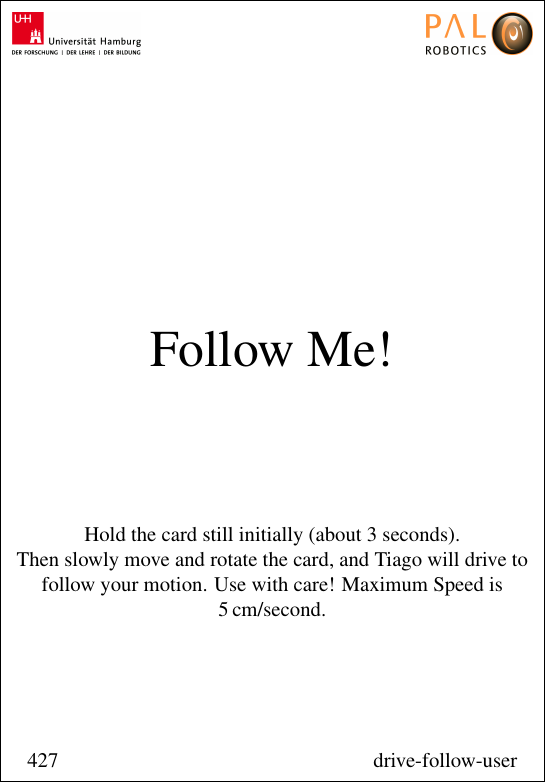 UHH
Universität Hamburg
DER FORSCHUNG | DER LEHRE | DER BILDUNG
PAL
ROBOTICS
Follow Me!
Hold the card still initially (about 3 seconds).
Then slowly move and rotate the card, and Tiago will drive to
follow your motion. Use with care! Maximum Speed is
5 cm/second.
427
drive-follow-user